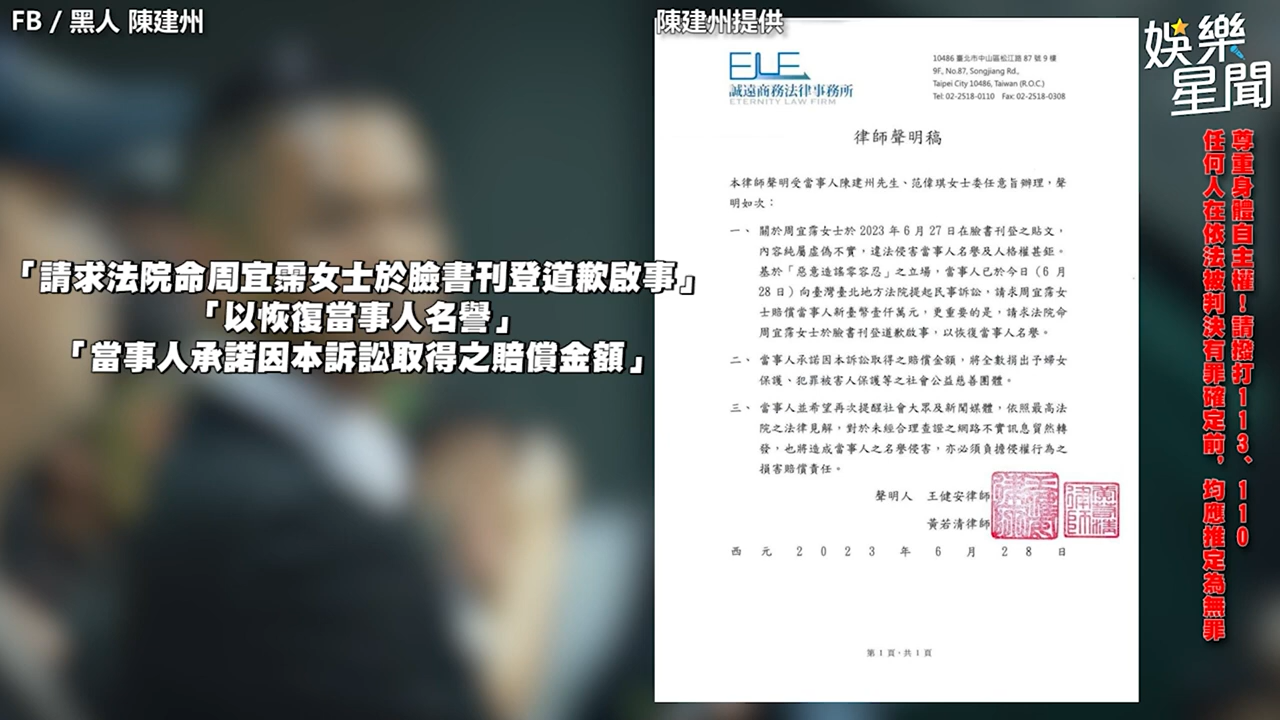 FB / 黑人 陳建州
陳建州提供
娛樂
星聞
尊重身體自主權！請撥打113、110
任何人在依法被判決有罪確定前，均應推定為無罪
「請求法院命周宜霈女士於臉書刊登道歉啟事」
「以恢復當事人名譽」
「當事人承諾因本訴訟取得之賠償金額」
ELF
誠遠商務法律事務所
ETERNITY LAW FIRM
10486 臺北市中山區松江路 87 號 9 樓
9F, No.87, Songjiang Rd.,
Taipei City 10486, Taiwan (R.O.C.)
Tel: 02-2518-0110 Fax: 02-2518-0308
律師聲明稿
本律師聲明受當事人陳建州先生、范偉琪女士委任意旨辦理，聲
明如次：
一、 關於周宜霈女士於 2023 年 6 月 27 日在臉書刊登之貼文，
內容純屬虛偽不實，違法侵害當事人名譽及人格權甚鉅。
基於「惡意造謠零容忍」之立場，當事人已於今日（6 月
28 日）向臺灣臺北地方法院提起民事訴訟，請求周宜霈女
士賠償當事人新臺幣壹仟萬元，更重要的是，請求法院命
周宜霈女士於臉書刊登道歉故事，以恢復當事人名譽。
二、 當事人承諾因本訴訟取得之賠償金額，將全數捐出予婦女
保護、犯罪被害人保護等之社會公益慈善團體。
三、 當事人並希望再次提醒社會大眾及新聞媒體，依照最高法
院之法律見解，對於未經合理查證之網路不實訊息貿然轉
發，也將造成當事人之名譽侵害，亦必須負擔侵權行為之
損害賠償責任。
聲明人 王健安律師
黃若清律師
西 元 2 0 2 3 年 6 月 2 8 日
第 1 頁，共 1 頁